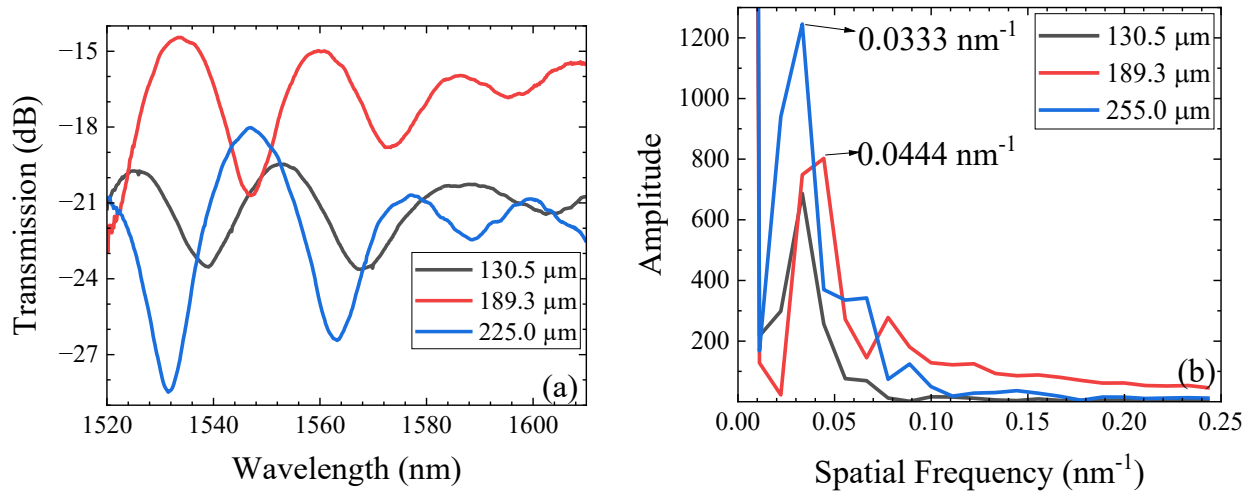 −15
−18
−21
−24
−27
1520
1540
1560
1580
1600
Transmission (dB)
Wavelength (nm)
130.5 μm
189.3 μm
225.0 μm
(a)
1200
1000
800
600
400
200
0.00
0.05
0.10
0.15
0.20
0.25
Amplitude
Spatial Frequency (nm⁻¹)
0.0333 nm⁻¹
0.0444 nm⁻¹
130.5 μm
189.3 μm
255.0 μm
(b)